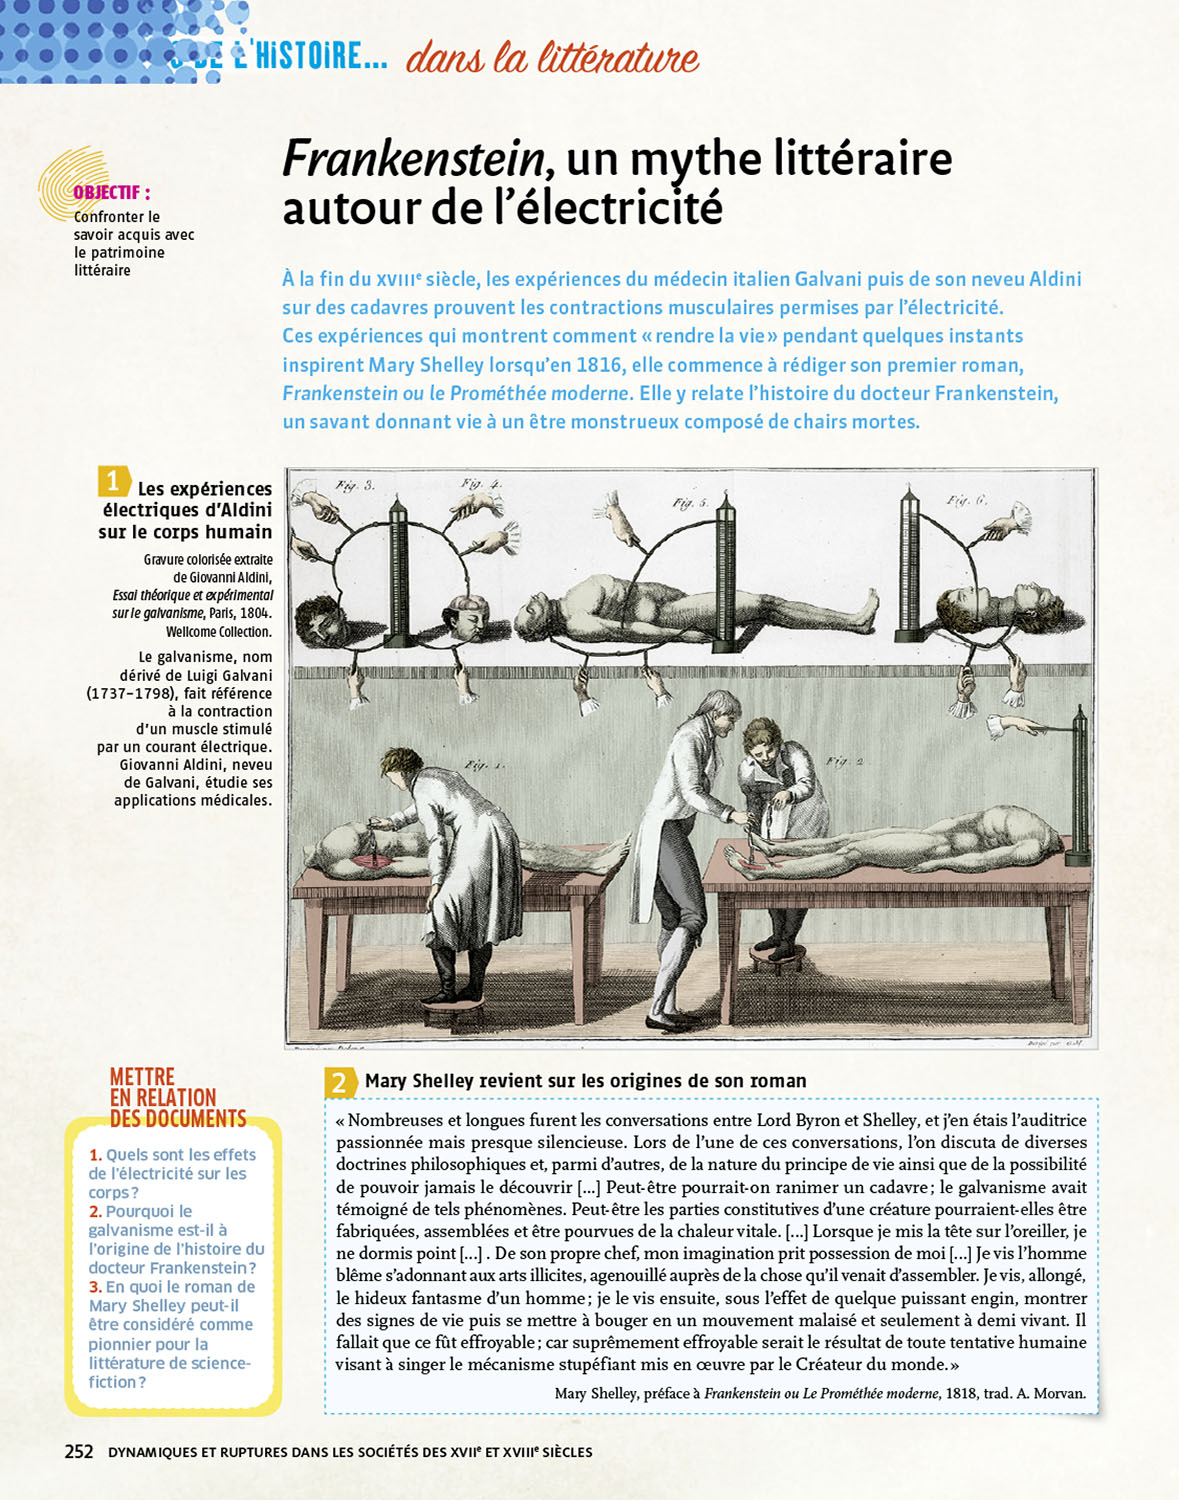 DE L'HISTOIRE... dans la littérature
Frankenstein, un mythe littéraire
autour de l'électricité
OBJECTIF :
Confronter le
savoir acquis avec
le patrimoine
littéraire
À la fin du XVIIIe siècle, les expériences du médecin italien Galvani puis de son neveu Aldini
sur des cadavres prouvent les contractions musculaires permises par l'électricité.
Ces expériences qui montrent comment « rendre la vie » pendant quelques instants
inspirent Mary Shelley lorsqu'en 1816, elle commence à rédiger son premier roman,
Frankenstein ou le Prométhée moderne. Elle y relate l'histoire du docteur Frankenstein,
un savant donnant vie à un être monstrueux composé de chairs mortes.
1 Les expériences
électriques d'Aldini
sur le corps humain
Gravure colorisée extraite
de Giovanni Aldini,
Essai théorique et expérimental
sur le galvanisme, Paris, 1804.
Wellcome Collection.
Le galvanisme, nom
dérivé de Luigi Galvani
(1737-1798), fait référence
à la contraction
d'un muscle stimulé
par un courant électrique.
Giovanni Aldini, neveu
de Galvani, étudie ses
applications médicales.
Fig. 3.
Fig. 4.
Fig. 5.
Fig. 6.
Fig. 1.
Fig. 2.
METTRE
EN RELATION
DES DOCUMENTS
1. Quels sont les effets
de l'électricité sur les
corps ?
2. Pourquoi le
galvanisme est-il à
l'origine de l'histoire du
docteur Frankenstein ?
3. En quoi le roman de
Mary Shelley peut-il
être considéré comme
pionnier pour la
littérature de science-
fiction ?
2 Mary Shelley revient sur les origines de son roman
« Nombreuses et longues furent les conversations entre Lord Byron et Shelley, et j'en étais l'auditrice
passionnée mais presque silencieuse. Lors de l'une de ces conversations, l'on discuta de diverses
doctrines philosophiques et, parmi d'autres, de la nature du principe de vie ainsi que de la possibilité
de pouvoir jamais le découvrir [...] Peut-être pourrait-on ranimer un cadavre ; le galvanisme avait
témoigné de tels phénomènes. Peut-être les parties constitutives d'une créature pourraient-elles être
fabriquées, assemblées et être pourvues de la chaleur vitale. [...] Lorsque je mis la tête sur l'oreiller, je
ne dormis point [...] . De son propre chef, mon imagination prit possession de moi [...] Je vis l'homme
blême s'adonnant aux arts illicites, agenouillé auprès de la chose qu'il venait d'assembler. Je vis, allongé,
le hideux fantasme d'un homme ; je le vis ensuite, sous l'effet de quelque puissant engin, montrer
des signes de vie puis se mettre à bouger en un mouvement malaisé et seulement à demi vivant. Il
fallait que ce fût effroyable ; car suprêmement effroyable serait le résultat de toute tentative humaine
visant à singer le mécanisme stupéfiant mis en œuvre par le Créateur du monde. »
Mary Shelley, préface à Frankenstein ou Le Prométhée moderne, 1818, trad. A. Morvan.
252 DYNAMIQUES ET RUPTURES DANS LES SOCIÉTÉS DES XVIIe ET XVIIIe SIÈCLES